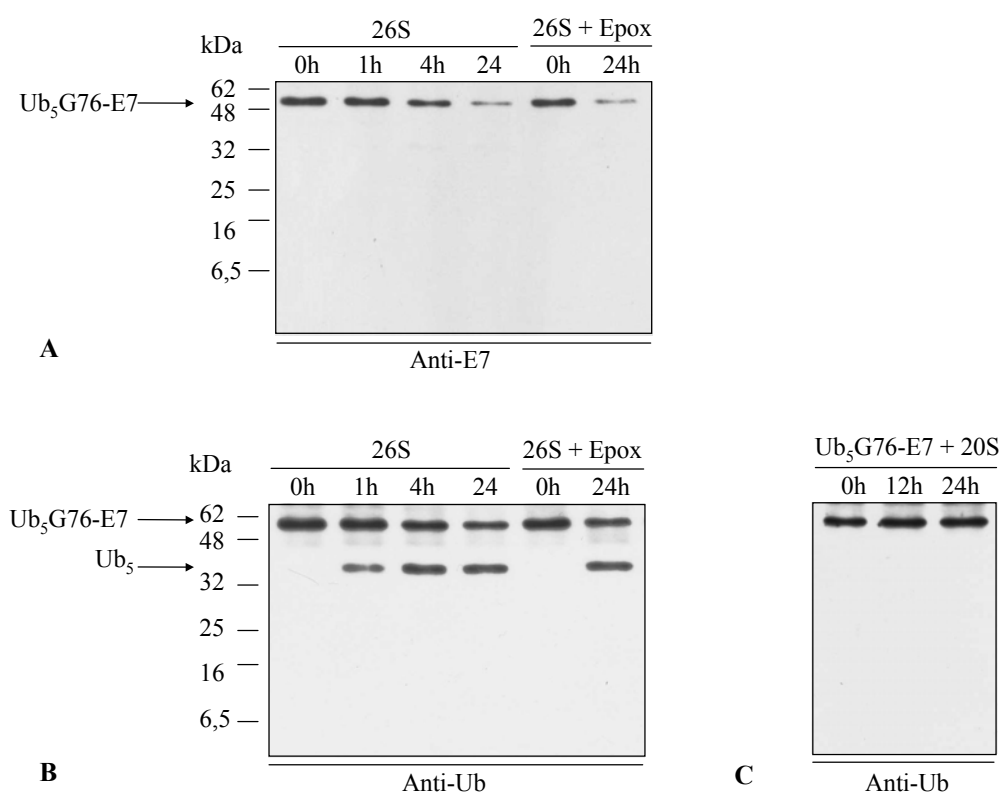 26S 26S + Epox
kDa
0h 1h 4h 24 0h 24h
62
Ub5G76-E7
48
32
25
16
6,5
A
Anti-E7
26S 26S + Epox
kDa
0h 1h 4h 24 0h 24h
Ub5G76-E7
62
48
Ub5
32
25
16
6,5
B
Anti-Ub
Ub5G76-E7 + 20S
0h 12h 24h
C
Anti-Ub